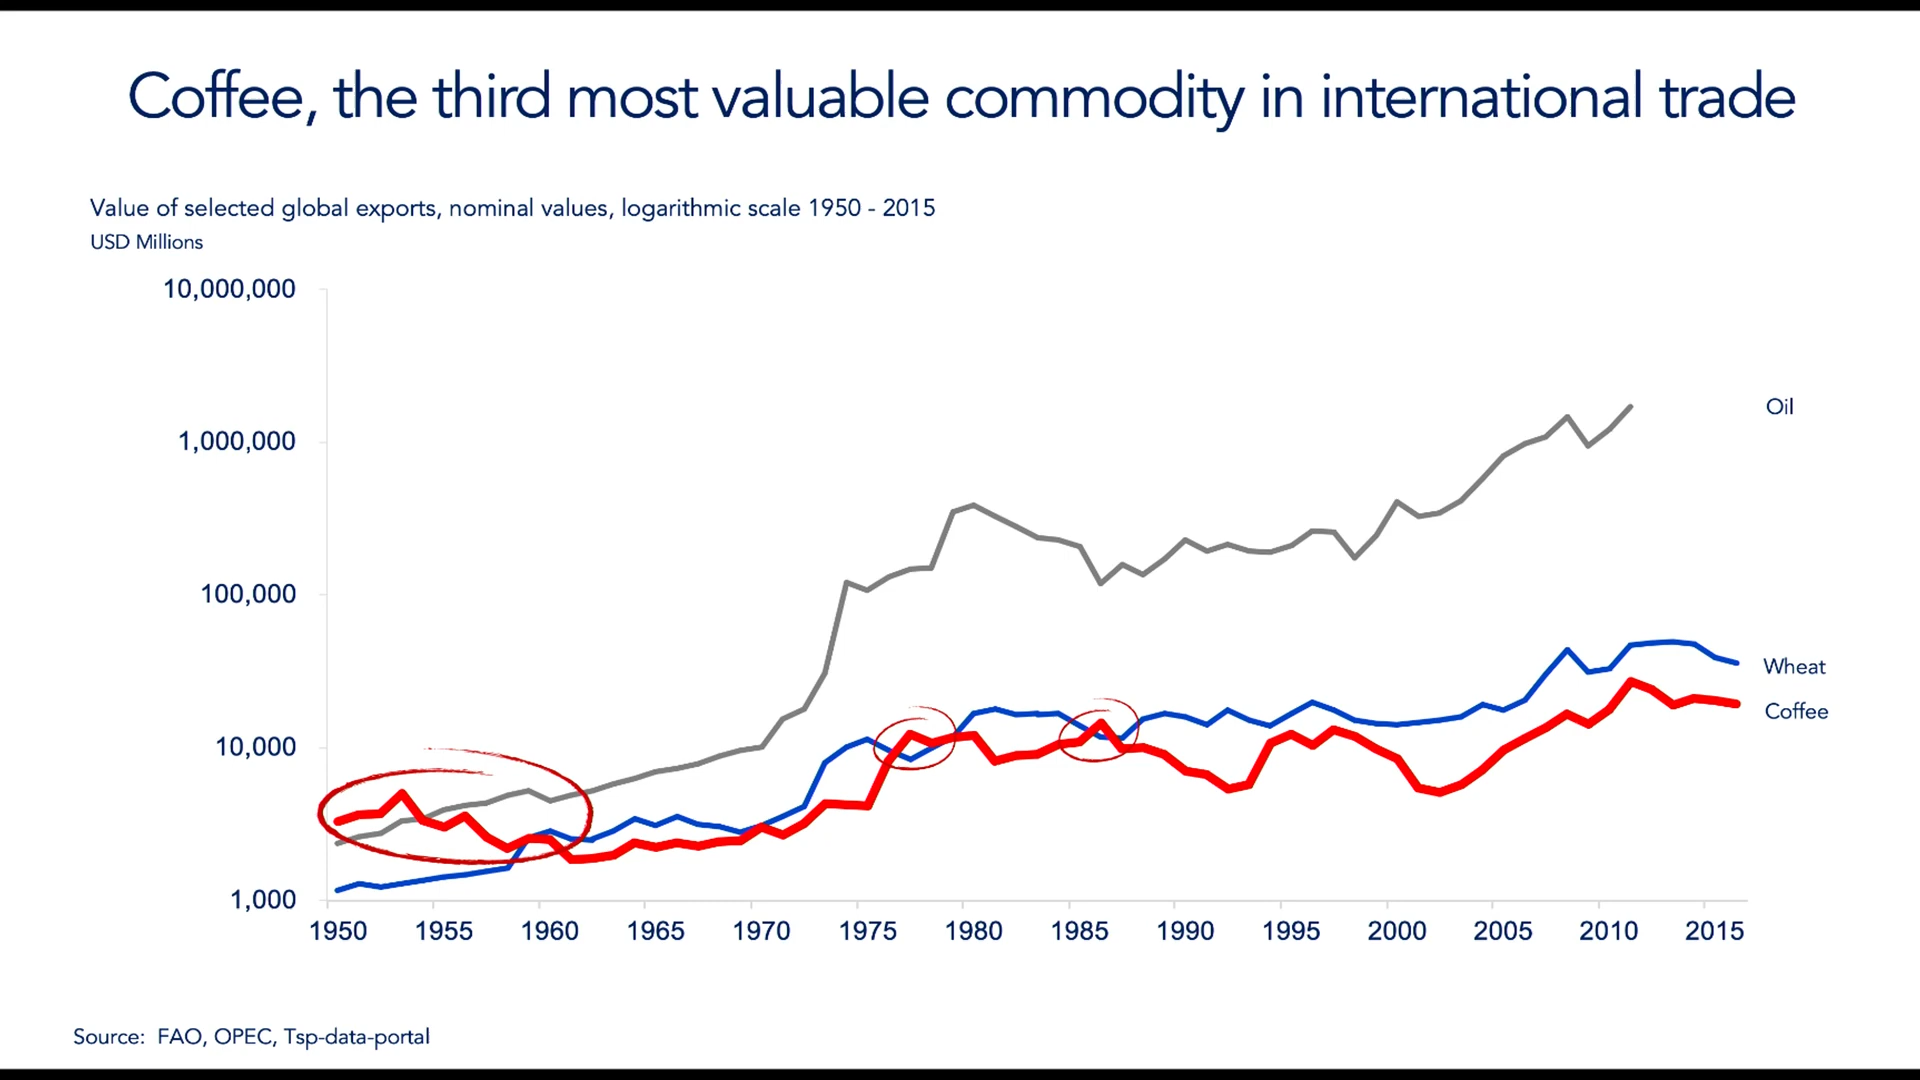 Coffee, the third most valuable commodity in international trade
Value of selected global exports, nominal values, logarithmic scale 1950 - 2015
USD Millions
10,000,000
1,000,000
100,000
10,000
1,000
Oil
Wheat
Coffee
1950 1955 1960 1965 1970 1975 1980 1985 1990 1995 2000 2005 2010 2015
Source: FAO, OPEC, Tsp-data-portal